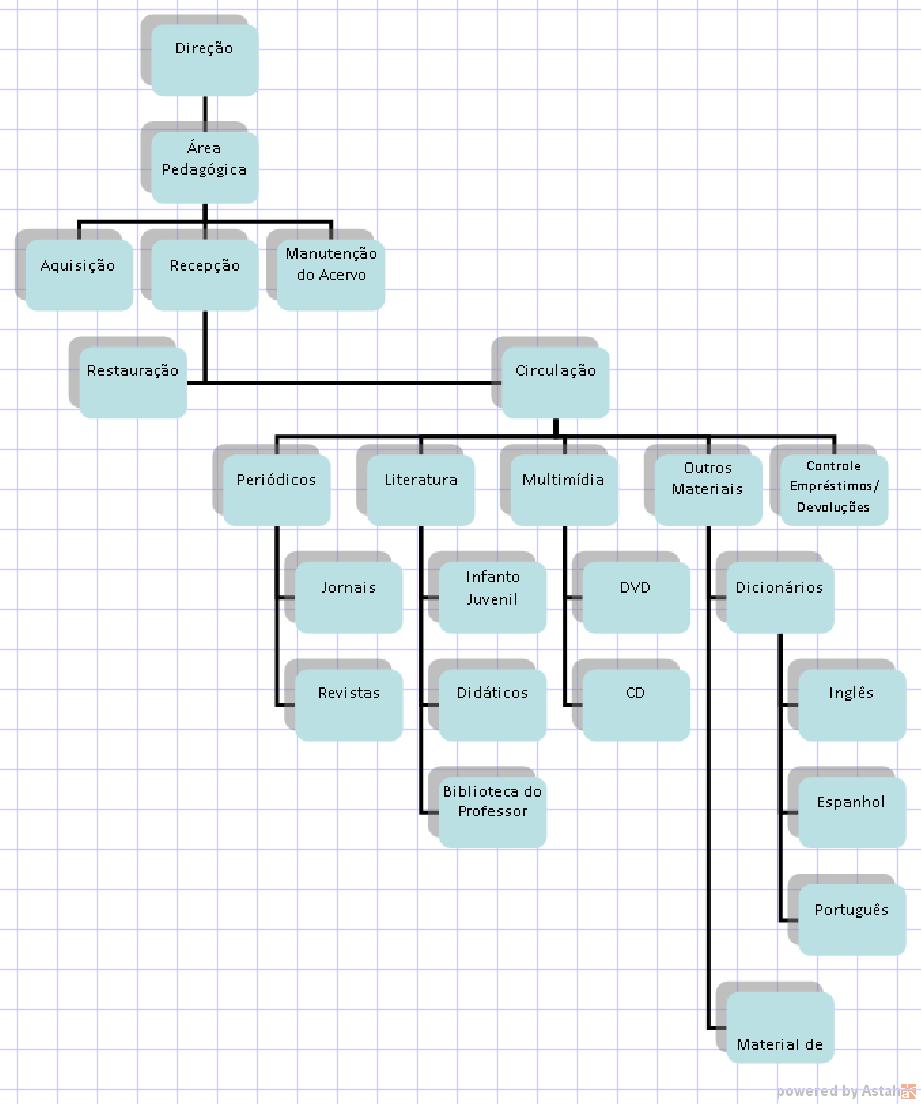 Direção
Área
Pedagógica
Aquisição
Recepção
Manutenção
do Acervo
Restauração
Circulação
Periódicos
Literatura
Multimídia
Outros
Materiais
Controle
Empréstimos/
Devoluções
Jornais
Infanto
Juvenil
DVD
Dicionários
Revistas
Didáticos
CD
Inglês
Biblioteca do
Professor
Espanhol
Português
Material de
powered by Astah